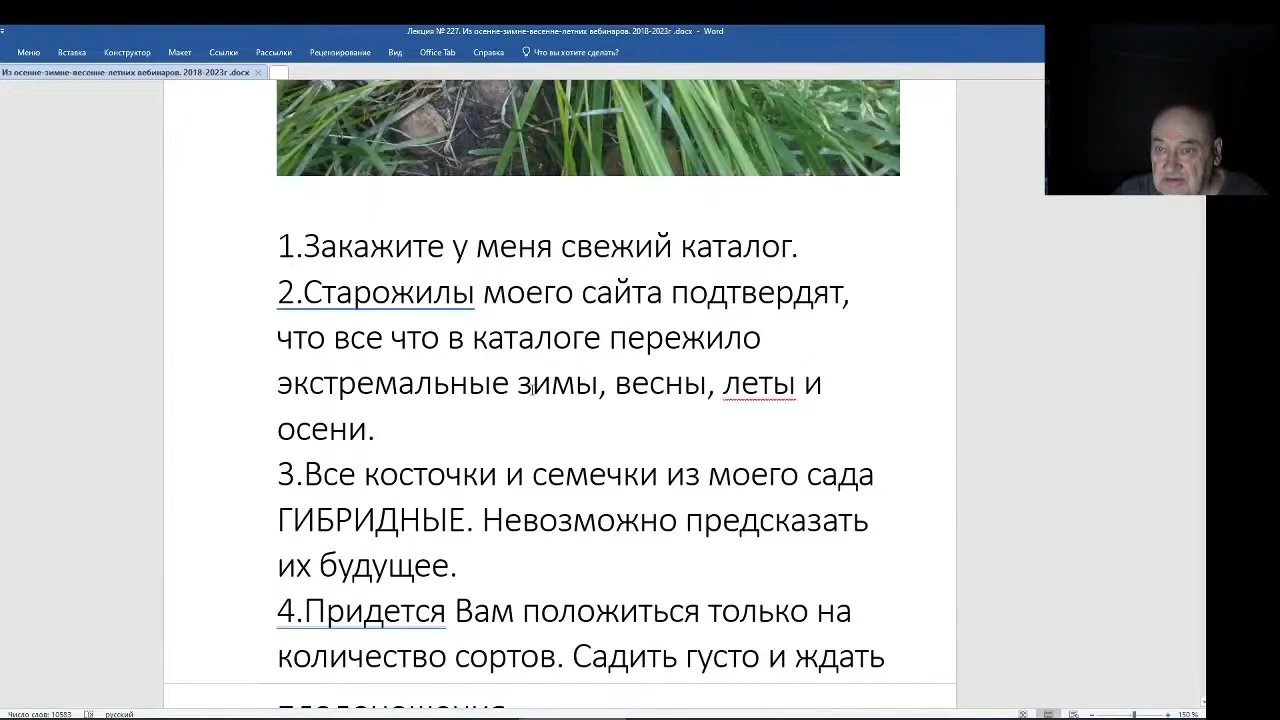 Лекция № 227. Из осенне-зимне-весенне-летних вебинаров. 2018-2023г .docx - Word
Меню Вставка Конструктор Макет Ссылки Рассылки Рецензирование Вид Office Tab Справка Что вы хотите сделать?
Из осенне-зимне-весенне-летних вебинаров. 2018-2023г .docx
1.Закажите у меня свежий каталог.
2.Старожилы моего сайта подтвердят,
что все что в каталоге пережило
экстремальные зимы, весны, леты и
осени.
3.Все косточки и семечки из моего сада
ГИБРИДНЫЕ. Невозможно предсказать
их будущее.
4.Придется Вам положиться только на
количество сортов. Садить густо и ждать
Число слов: 10583 русский 150 %